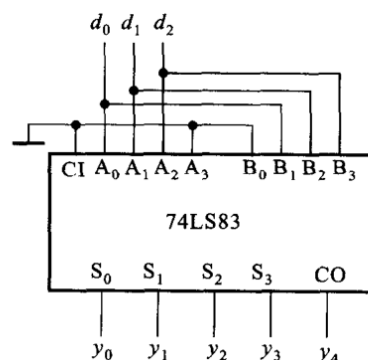 d₀ d₁ d₂
CI A₀ A₁ A₂ A₃ B₀ B₁ B₂ B₃
74LS83
S₀ S₁ S₂ S₃ CO
y₀ y₁ y₂ y₃ y₄